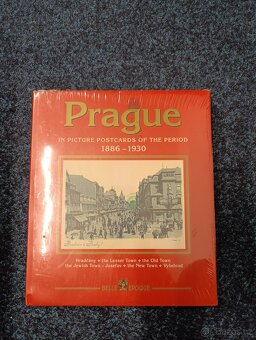 Prague
IN PICTURE POSTCARDS OF THE PERIOD
1886 – 1930
Hradčany • the Lesser Town • the Old Town
the Jewish Town - Josefov • the New Town • Vyšehrad
BELLE EPOQUE